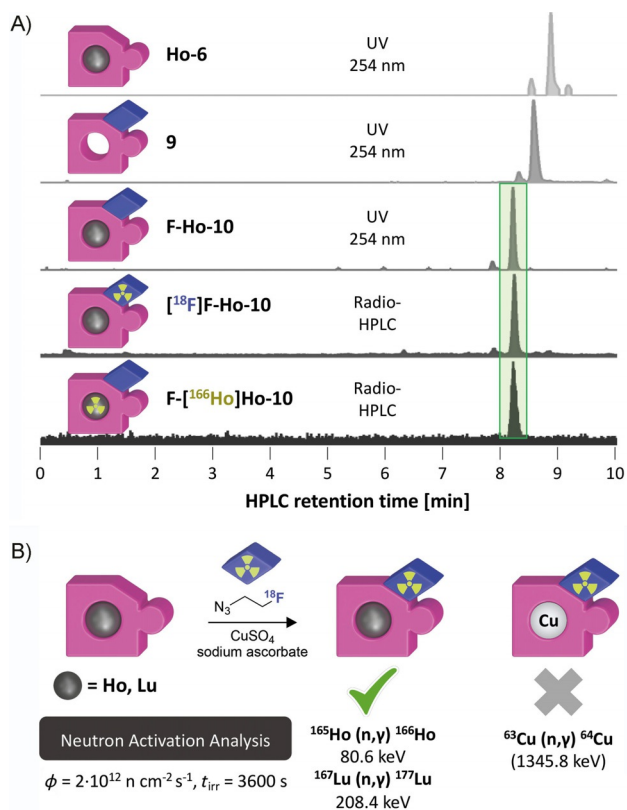 A)
Ho-6
UV
254 nm
9
UV
254 nm
F-Ho-10
UV
254 nm
[¹⁸F]F-Ho-10
Radio-
HPLC
F-[¹⁶⁶Ho]Ho-10
Radio-
HPLC
0 1 2 3 4 5 6 7 8 9 10
HPLC retention time [min]
B)
N₃ ¹⁸F
CuSO₄
sodium ascorbate
Cu
= Ho, Lu
Neutron Activation Analysis
ϕ = 2·10¹² n cm⁻² s⁻¹, tᵢᵣᵣ = 3600 s
¹⁶⁵Ho (n,γ) ¹⁶⁶Ho
80.6 keV
¹⁶⁷Lu (n,γ) ¹⁷⁷Lu
208.4 keV
⁶³Cu (n,γ) ⁶⁴Cu
(1345.8 keV)